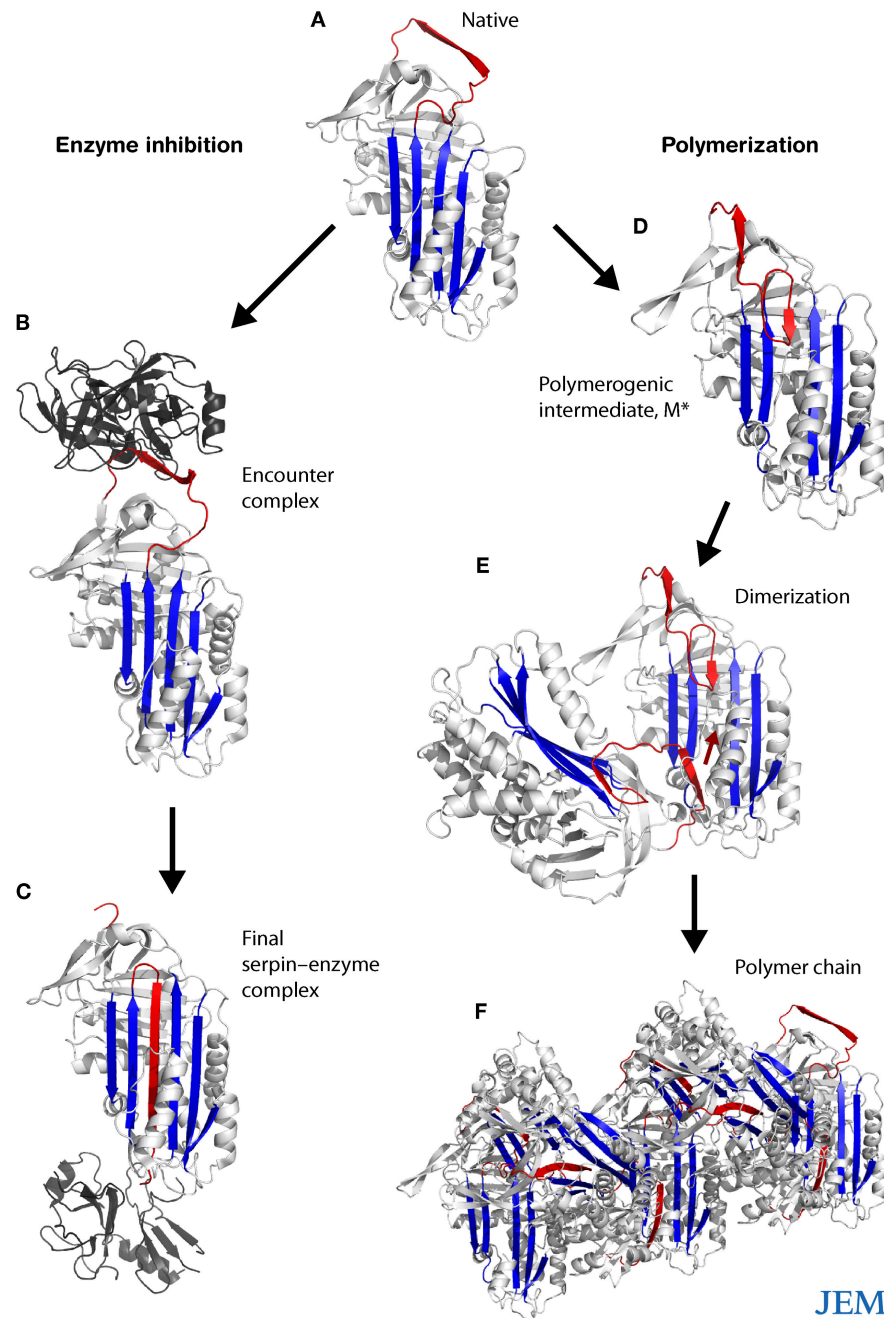 A
Native
Enzyme inhibition
Polymerization
D
B
Polymerogenic
intermediate, M*
Encounter
complex
E
Dimerization
C
Final
serpin–enzyme
complex
Polymer chain
F
JEM